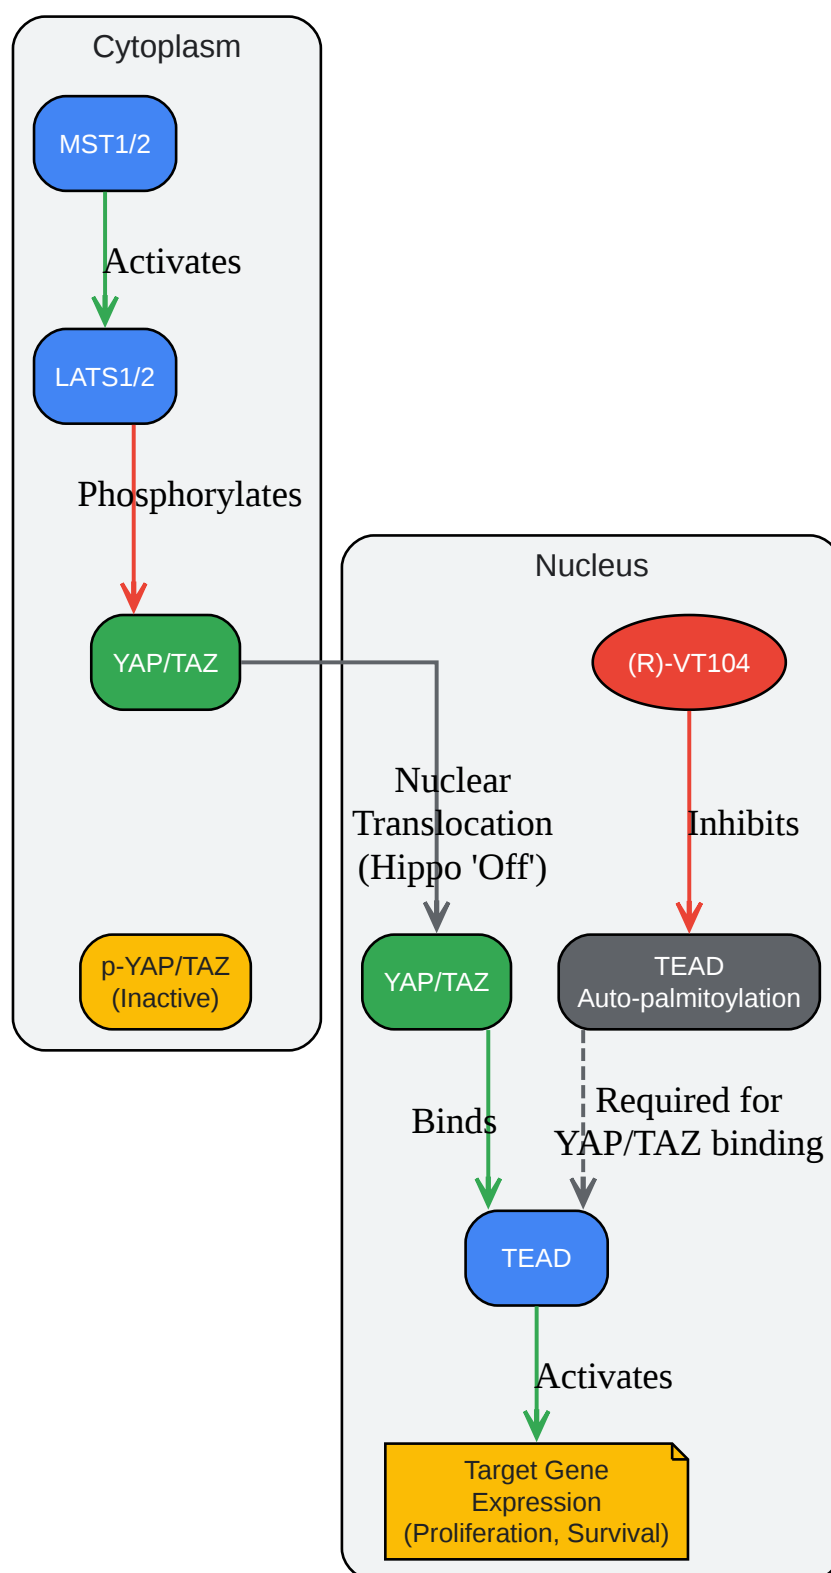 Cytoplasm
MST1/2
Activates
LATS1/2
Phosphorylates
YAP/TAZ
p-YAP/TAZ
(Inactive)
Nucleus
(R)-VT104
Nuclear
Translocation
(Hippo 'Off')
Inhibits
YAP/TAZ
TEAD
Auto-palmitoylation
Binds
Required for
YAP/TAZ binding
TEAD
Activates
Target Gene
Expression
(Proliferation, Survival)